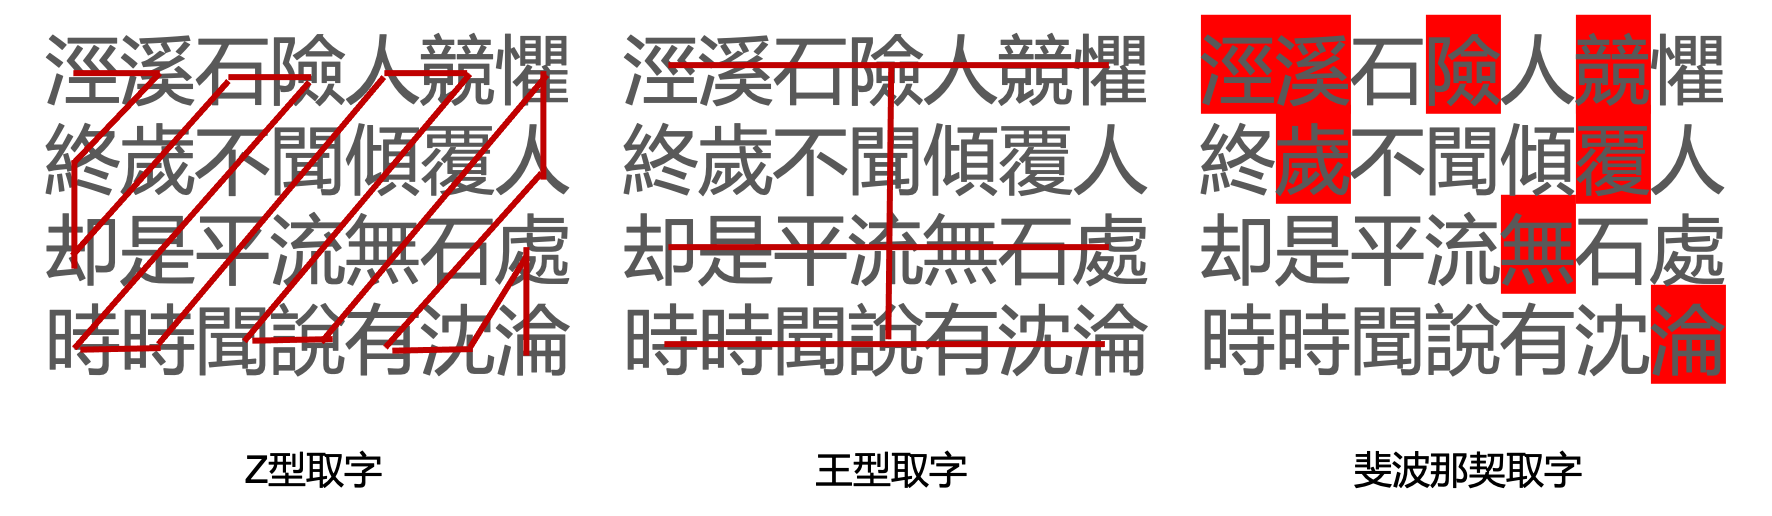 涇溪石險人競懼
終歲不聞傾覆人
却是平流無石處
時時聞說有沈淪
Z型取字
涇溪石險人競懼
終歲不聞傾覆人
却是平流無石處
時時聞說有沈淪
王型取字
涇溪石險人競懼
終歲不聞傾覆人
却是平流無石處
時時聞說有沈淪
斐波那契取字